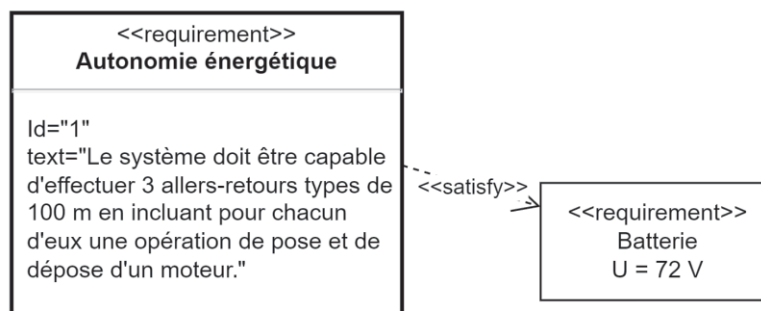 <<requirement>>
Autonomie énergétique
Id="1"
text="Le système doit être capable
d'effectuer 3 allers-retours types de
100 m en incluant pour chacun
d'eux une opération de pose et de
dépose d'un moteur."
<<satisfy>>
<<requirement>>
Batterie
U = 72 V